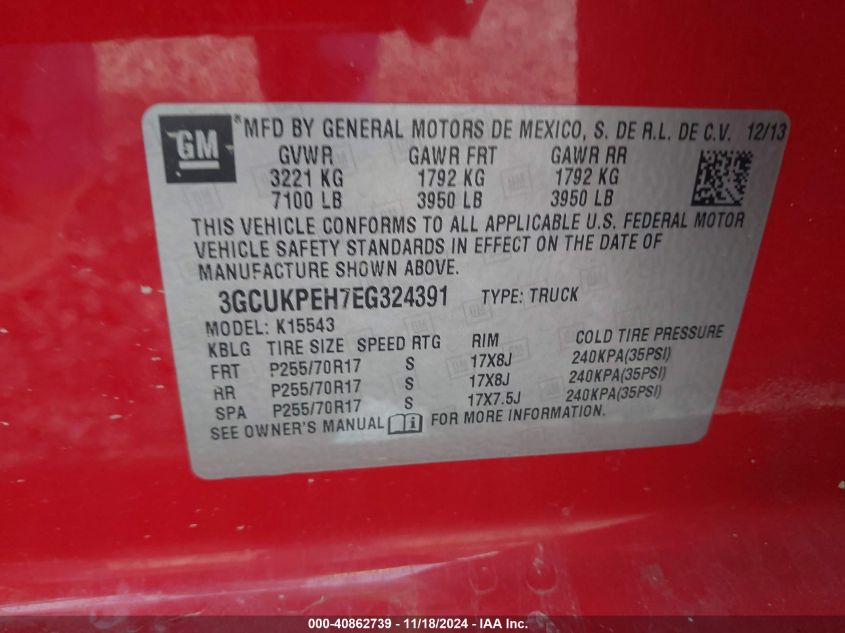 GM ®MFD BY GENERAL MOTORS DE MEXICO, S. DE R.L. DE C.V. 12/13
GVWR GAWR FRT GAWR RR
3221 KG 1792 KG 1792 KG
7100 LB 3950 LB 3950 LB
THIS VEHICLE CONFORMS TO ALL APPLICABLE U.S. FEDERAL MOTOR
VEHICLE SAFETY STANDARDS IN EFFECT ON THE DATE OF
MANUFACTURE SHOWN ABOVE.
3GCUKPEH7EG324391 TYPE: TRUCK
MODEL: K15543
KBLG TIRE SIZE SPEED RTG RIM COLD TIRE PRESSURE
FRT P255/70R17 S 17X8J 240KPA(35PSI)
RR P255/70R17 S 17X8J 240KPA(35PSI)
SPA P255/70R17 S 17X7.5J 240KPA(35PSI)
SEE OWNER'S MANUAL FOR MORE INFORMATION.
000-40862739 - 11/18/2024 - IAA Inc.